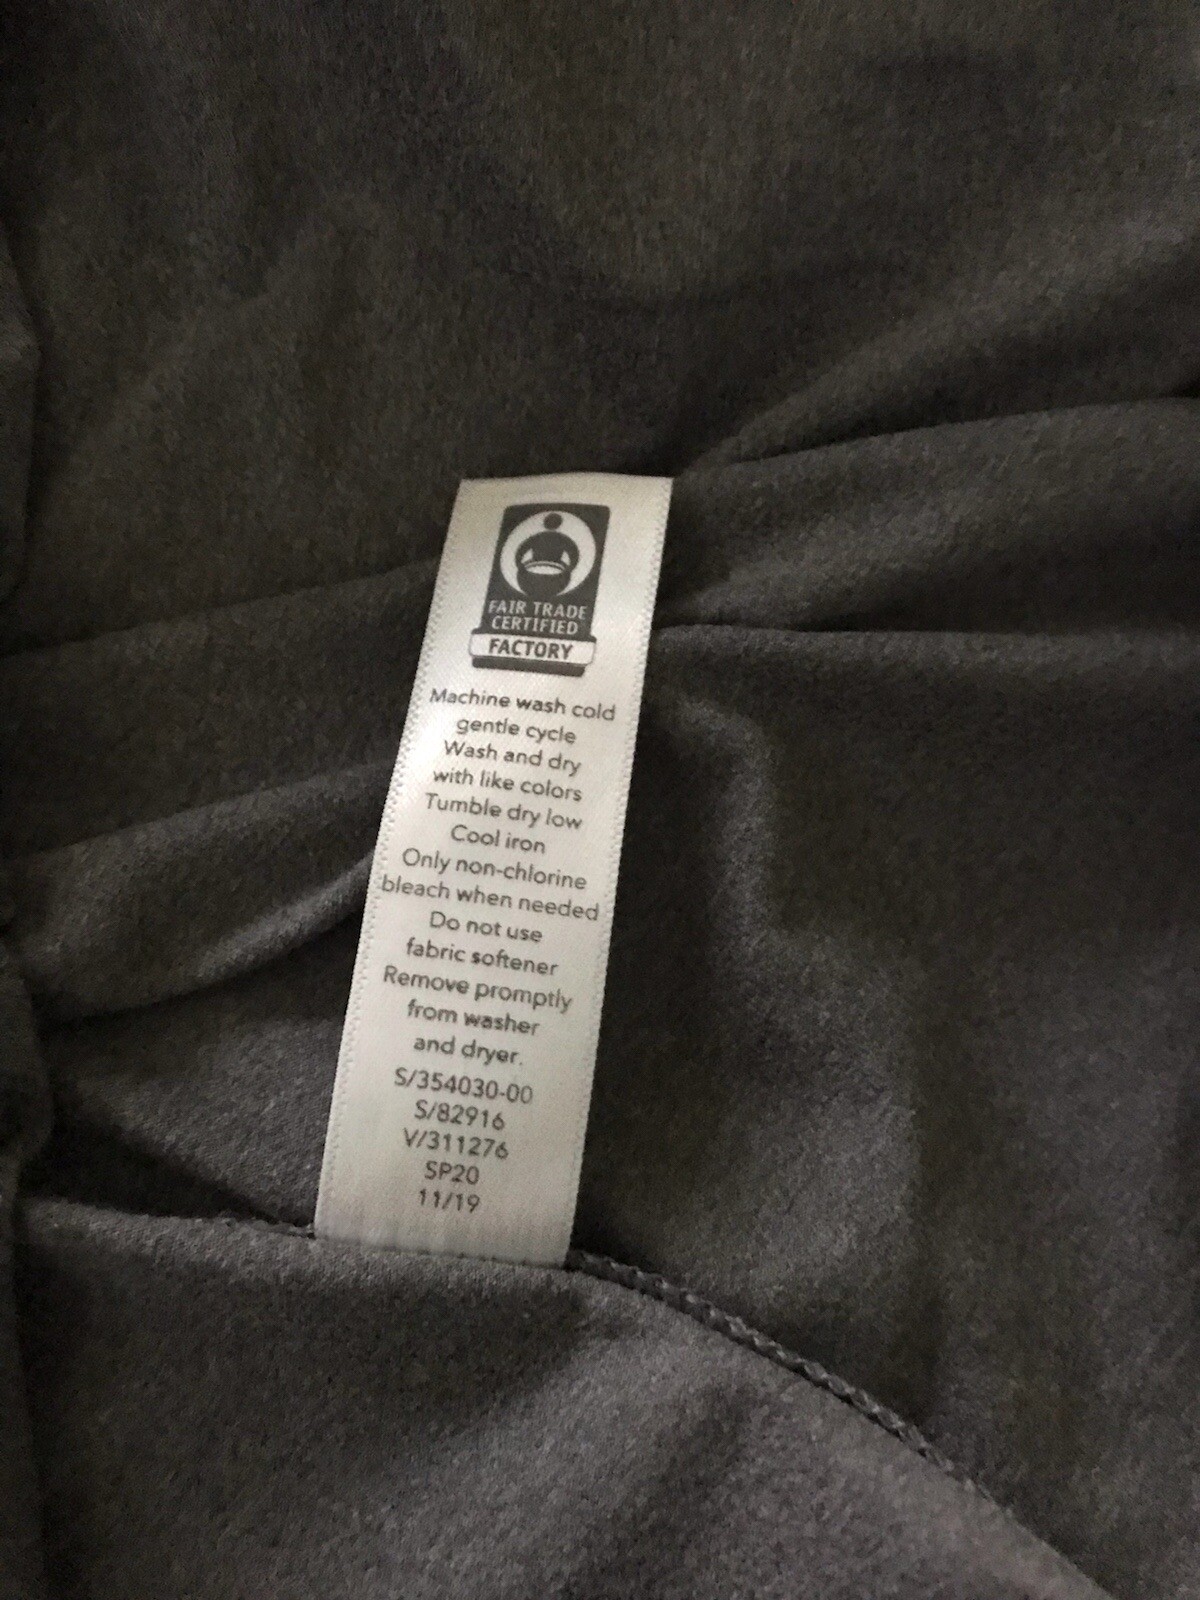 FAIR TRADE
CERTIFIED
FACTORY
Machine wash cold
gentle cycle
Wash and dry
with like colors
Tumble dry low
Cool iron
Only non-chlorine
bleach when needed
Do not use
fabric softener
Remove promptly
from washer
and dryer.
S/354030-00
S/82916
V/311276
SP20
11/19